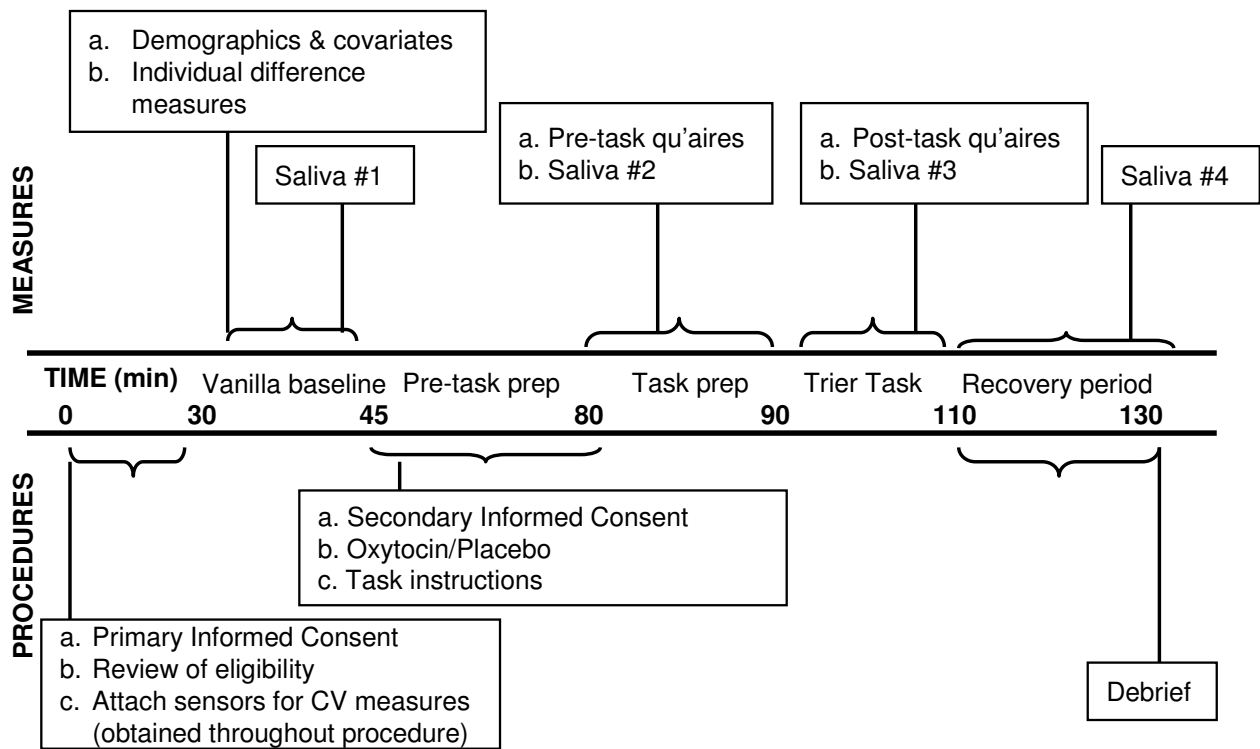 a. Demographics & covariates
b. Individual difference
measures
Saliva #1
a. Pre-task qu’aires
b. Saliva #2
a. Post-task qu’aires
b. Saliva #3
Saliva #4
MEASURES
TIME (min) Vanilla baseline Pre-task prep Task prep Trier Task Recovery period
0 30 45 80 90 110 130
PROCEDURES
a. Secondary Informed Consent
b. Oxytocin/Placebo
c. Task instructions
a. Primary Informed Consent
b. Review of eligibility
c. Attach sensors for CV measures
(obtained throughout procedure)
Debrief